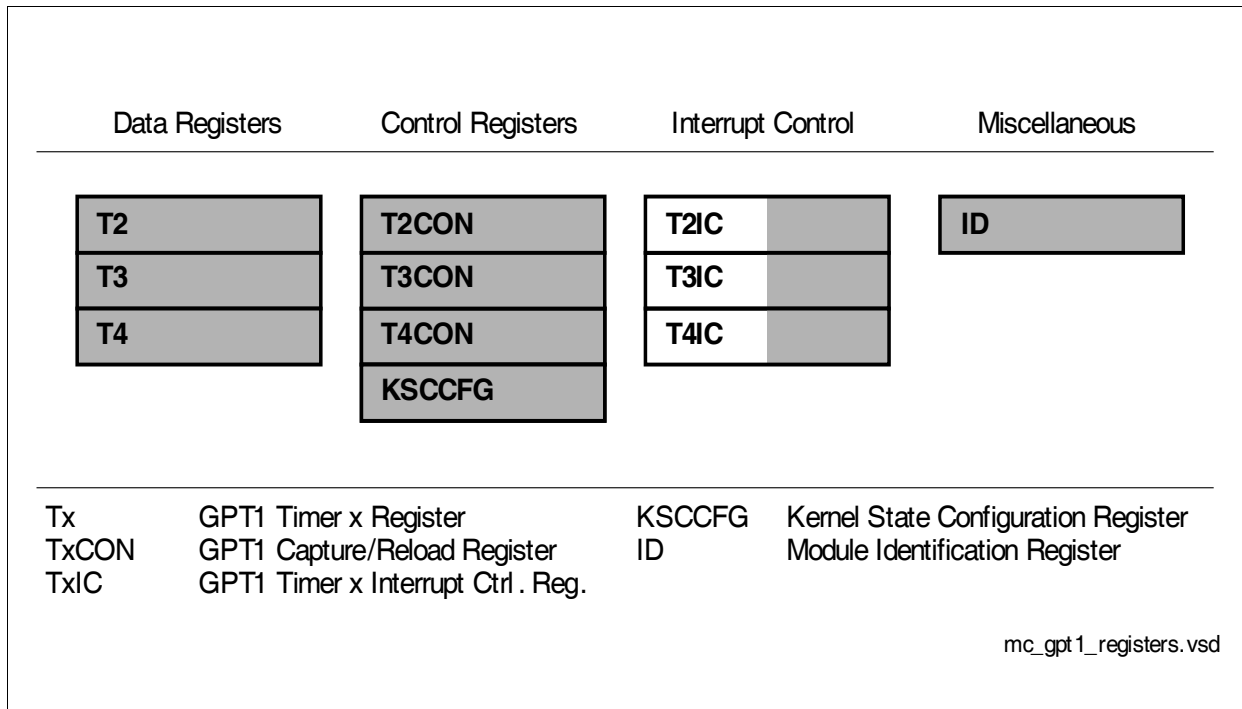 Data Registers Control Registers Interrupt Control Miscellaneous
T2 T2CON T2IC ID
T3 T3CON T3IC
T4 T4CON T4IC
KSCCFG
Tx GPT1 Timer x Register KSCCFG Kernel State Configuration Register
TxCON GPT1 Capture/Reload Register ID Module Identification Register
TxIC GPT1 Timer x Interrupt Ctrl. Reg.
mc_gpt1_registers.vsd